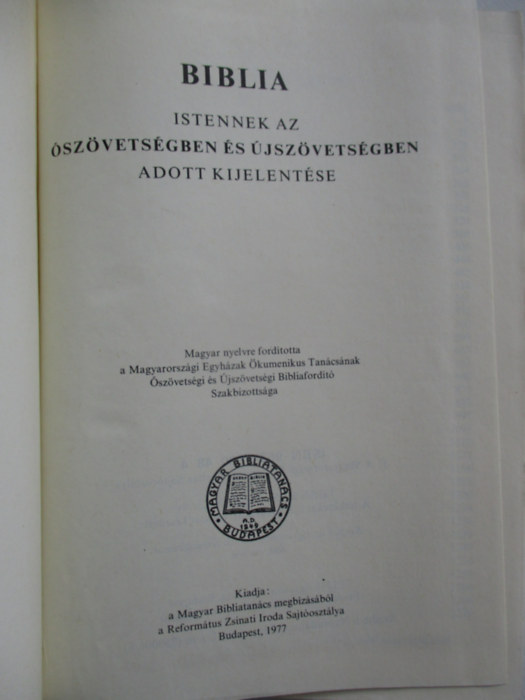 BIBLIA
ISTENNEK AZ
ÓSZÖVETSÉGBEN ÉS ÚJSZÖVETSÉGBEN
ADOTT KIJELENTÉSE
Magyar nyelvre fordította
a Magyarországi Egyházak Ökumenikus Tanácsának
Ószövetségi és Újszövetségi Bibliafordító
Szakbizottsága
MAGYAR BIBLIATANÁCS
A.D.
1949
BUDAPEST
Kiadja:
a Magyar Bibliatanács megbízásából
a Református Zsinati Iroda Sajtóosztálya
Budapest, 1977